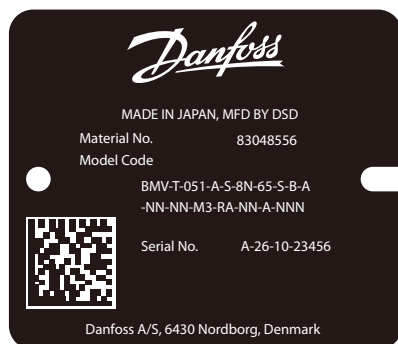 Danfoss
MADE IN JAPAN, MFD BY DSD
Material No. 83048556
Model Code
BMV-T-051-A-S-8N-65-S-B-A
-NN-NN-M3-RA-NN-A-NNN
Serial No. A-26-10-23456
Danfoss A/S, 6430 Nordborg, Denmark